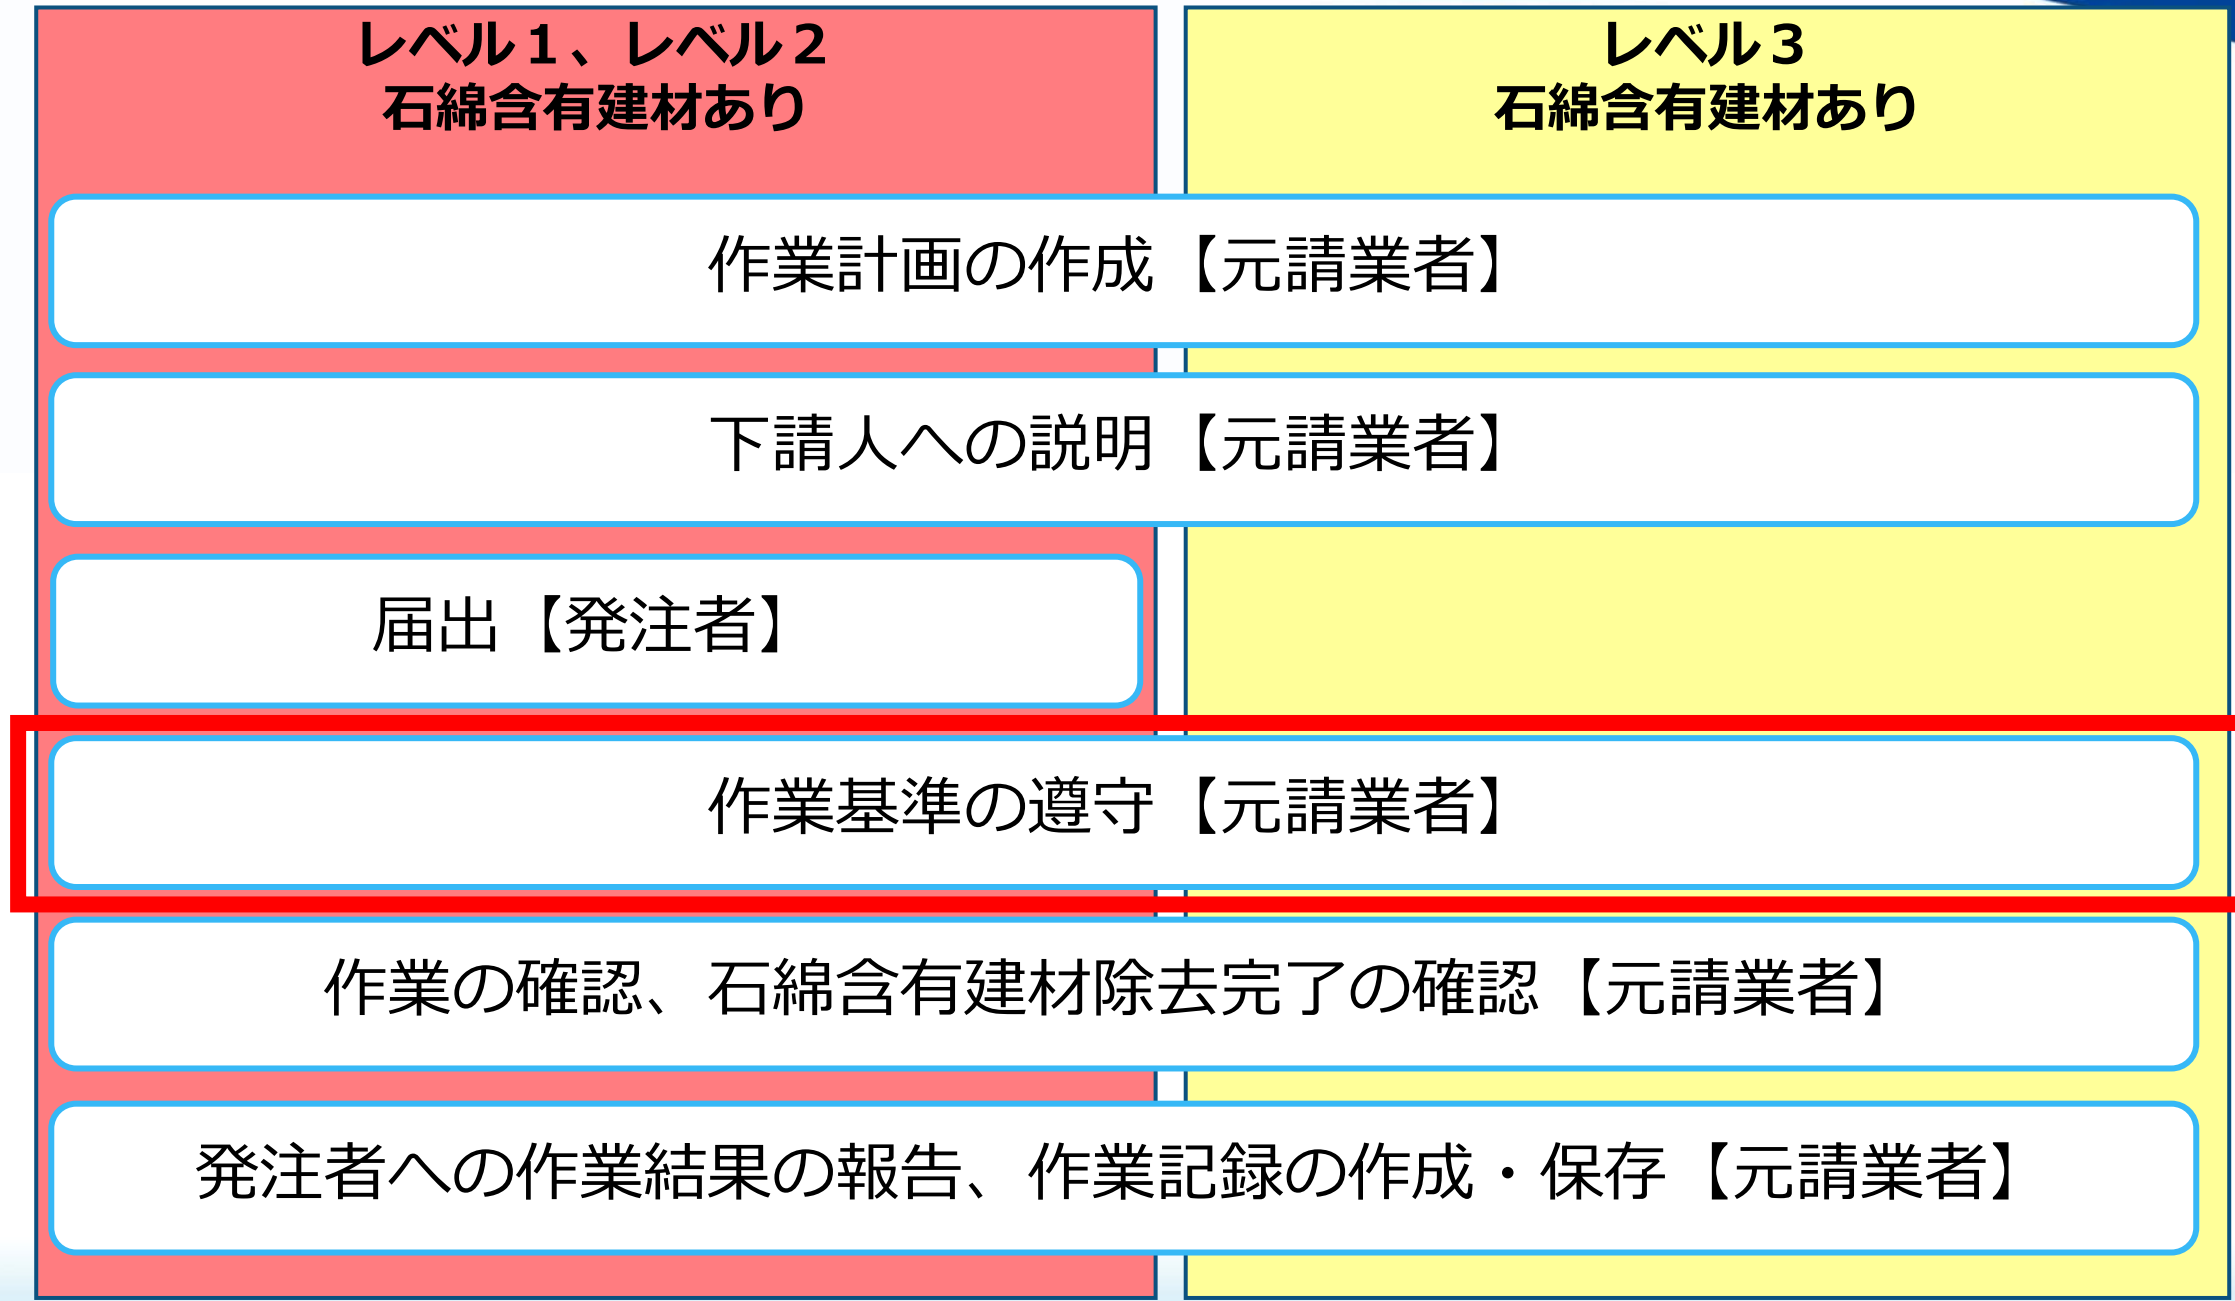 レベル１、レベル２
石綿含有建材あり
レベル３
石綿含有建材あり
作業計画の作成【元請業者】
下請人への説明【元請業者】
届出【発注者】
作業基準の遵守【元請業者】
作業の確認、石綿含有建材除去完了の確認【元請業者】
発注者への作業結果の報告、作業記録の作成・保存【元請業者】